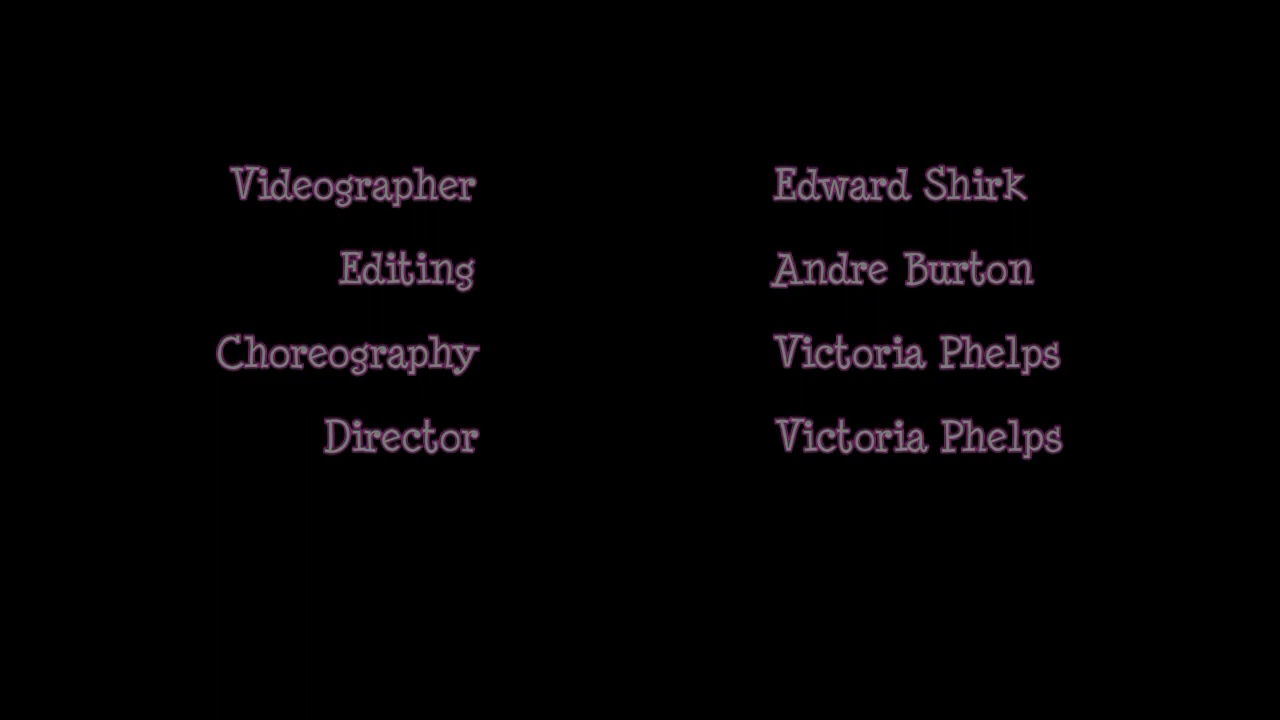 Videographer Edward Shirk
Editing Andre Burton
Choreography Victoria Phelps
Director Victoria Phelps